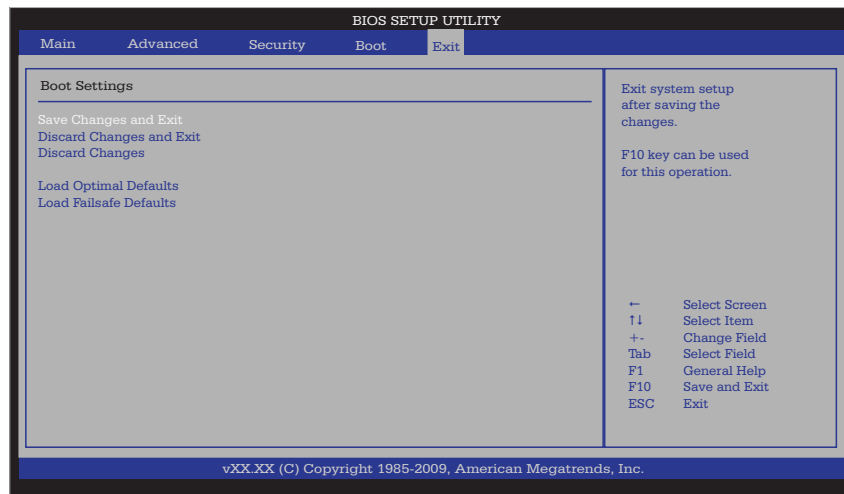 BIOS SETUP UTILITY
Main Advanced Security Boot Exit
Boot Settings
Save Changes and Exit
Discard Changes and Exit
Discard Changes
Load Optimal Defaults
Load Failsafe Defaults
Exit system setup
after saving the
changes.
F10 key can be used
for this operation.
← Select Screen
↑↓ Select Item
+- Change Field
Tab Select Field
F1 General Help
F10 Save and Exit
ESC Exit
vXX.XX (C) Copyright 1985-2009, American Megatrends, Inc.